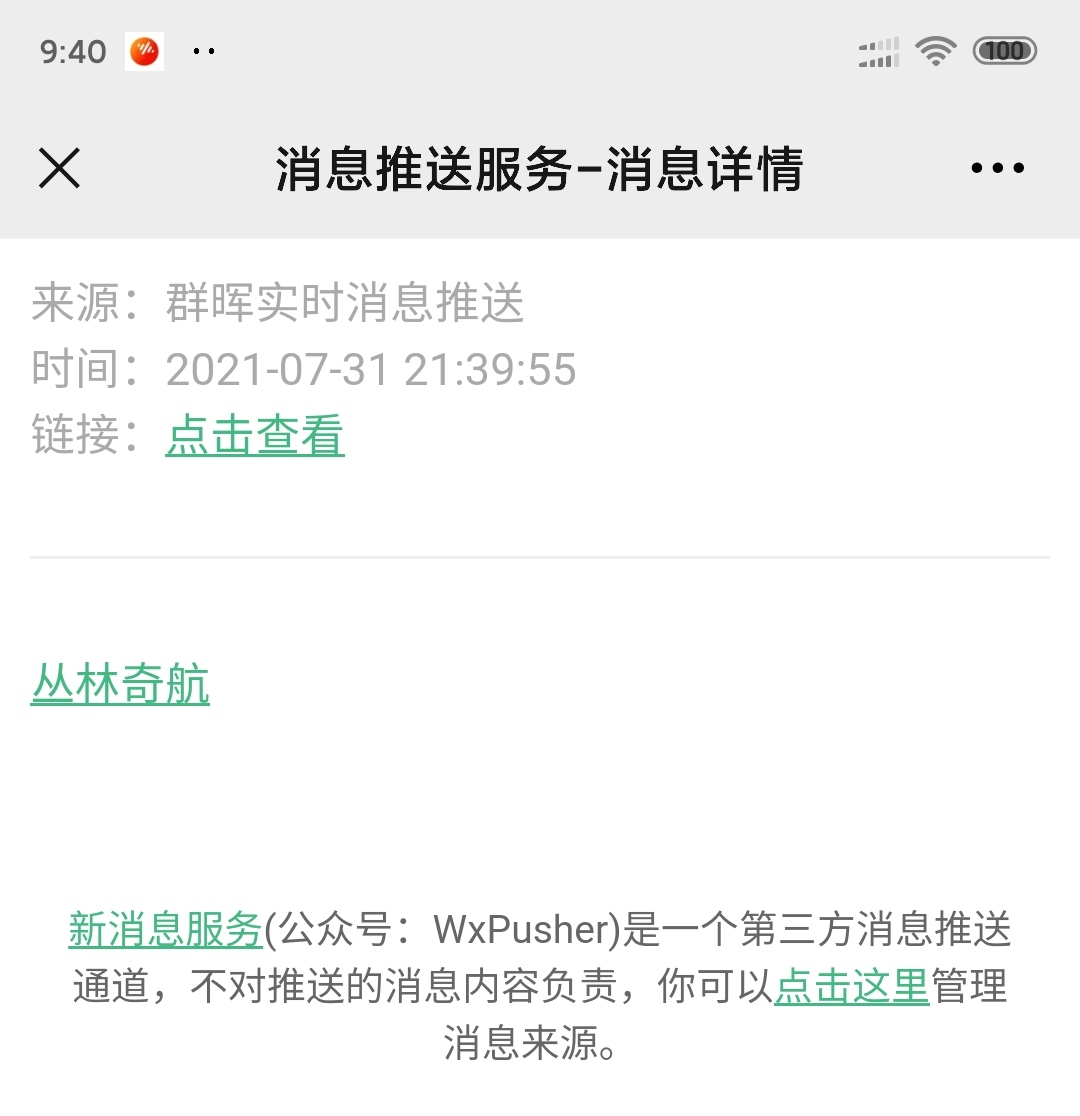 9:40
100
消息推送服务-消息详情
来源：群晖实时消息推送
时间：2021-07-31 21:39:55
链接：点击查看
丛林奇航
新消息服务(公众号：WxPusher)是一个第三方消息推送
通道，不对推送的消息内容负责，你可以点击这里管理
消息来源。